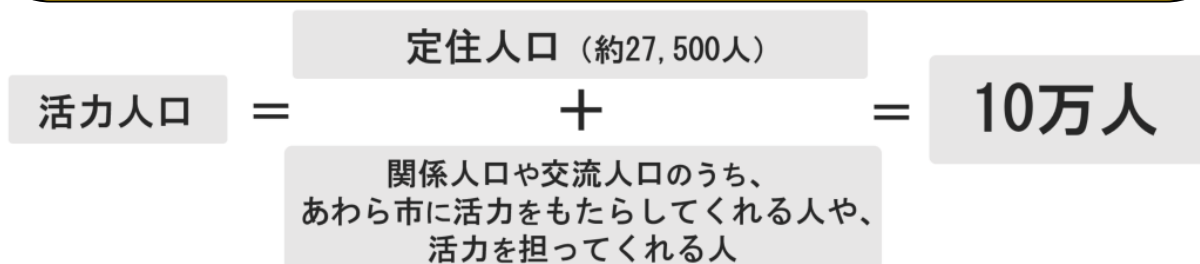 定住人口（約27,500人）
活力人口 ＝ ＋ ＝ 10万人
関係人口や交流人口のうち、
あわら市に活力をもたらしてくれる人や、
活力を担ってくれる人